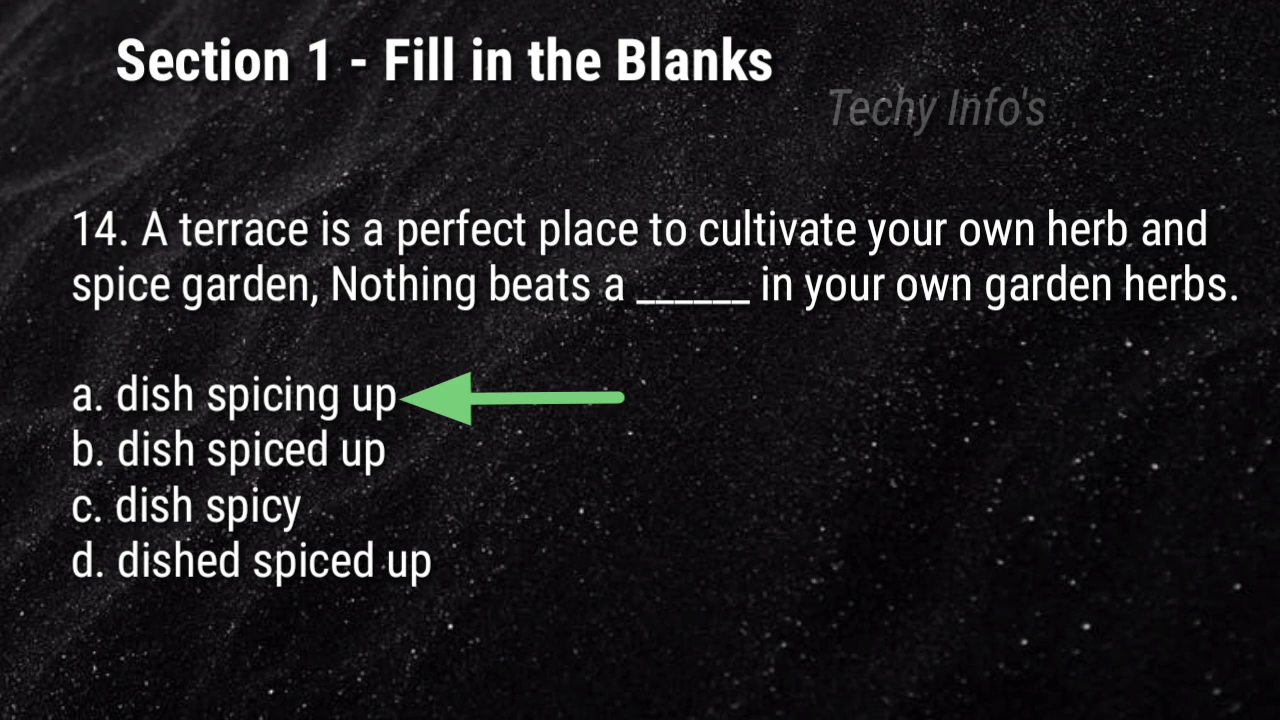 Section 1 - Fill in the Blanks
Techy Info's
14. A terrace is a perfect place to cultivate your own herb and
spice garden, Nothing beats a ______ in your own garden herbs.
a. dish spicing up
b. dish spiced up
c. dish spicy
d. dished spiced up